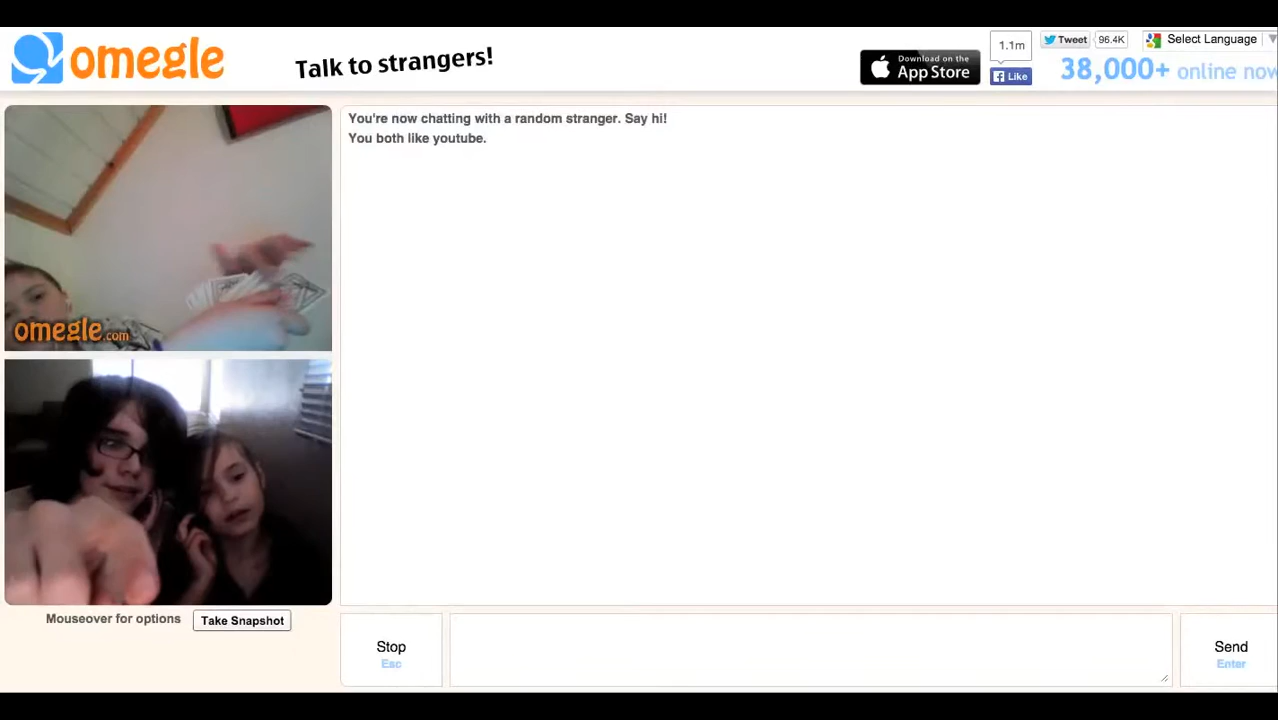 omegle
Talk to strangers!
Download on the
App Store
1.1m
Like
Tweet
96.4K
Select Language
38,000+ online now
You're now chatting with a random stranger. Say hi!
You both like youtube.
omegle.com
Mouseover for options
Take Snapshot
Stop
Esc
Send
Enter